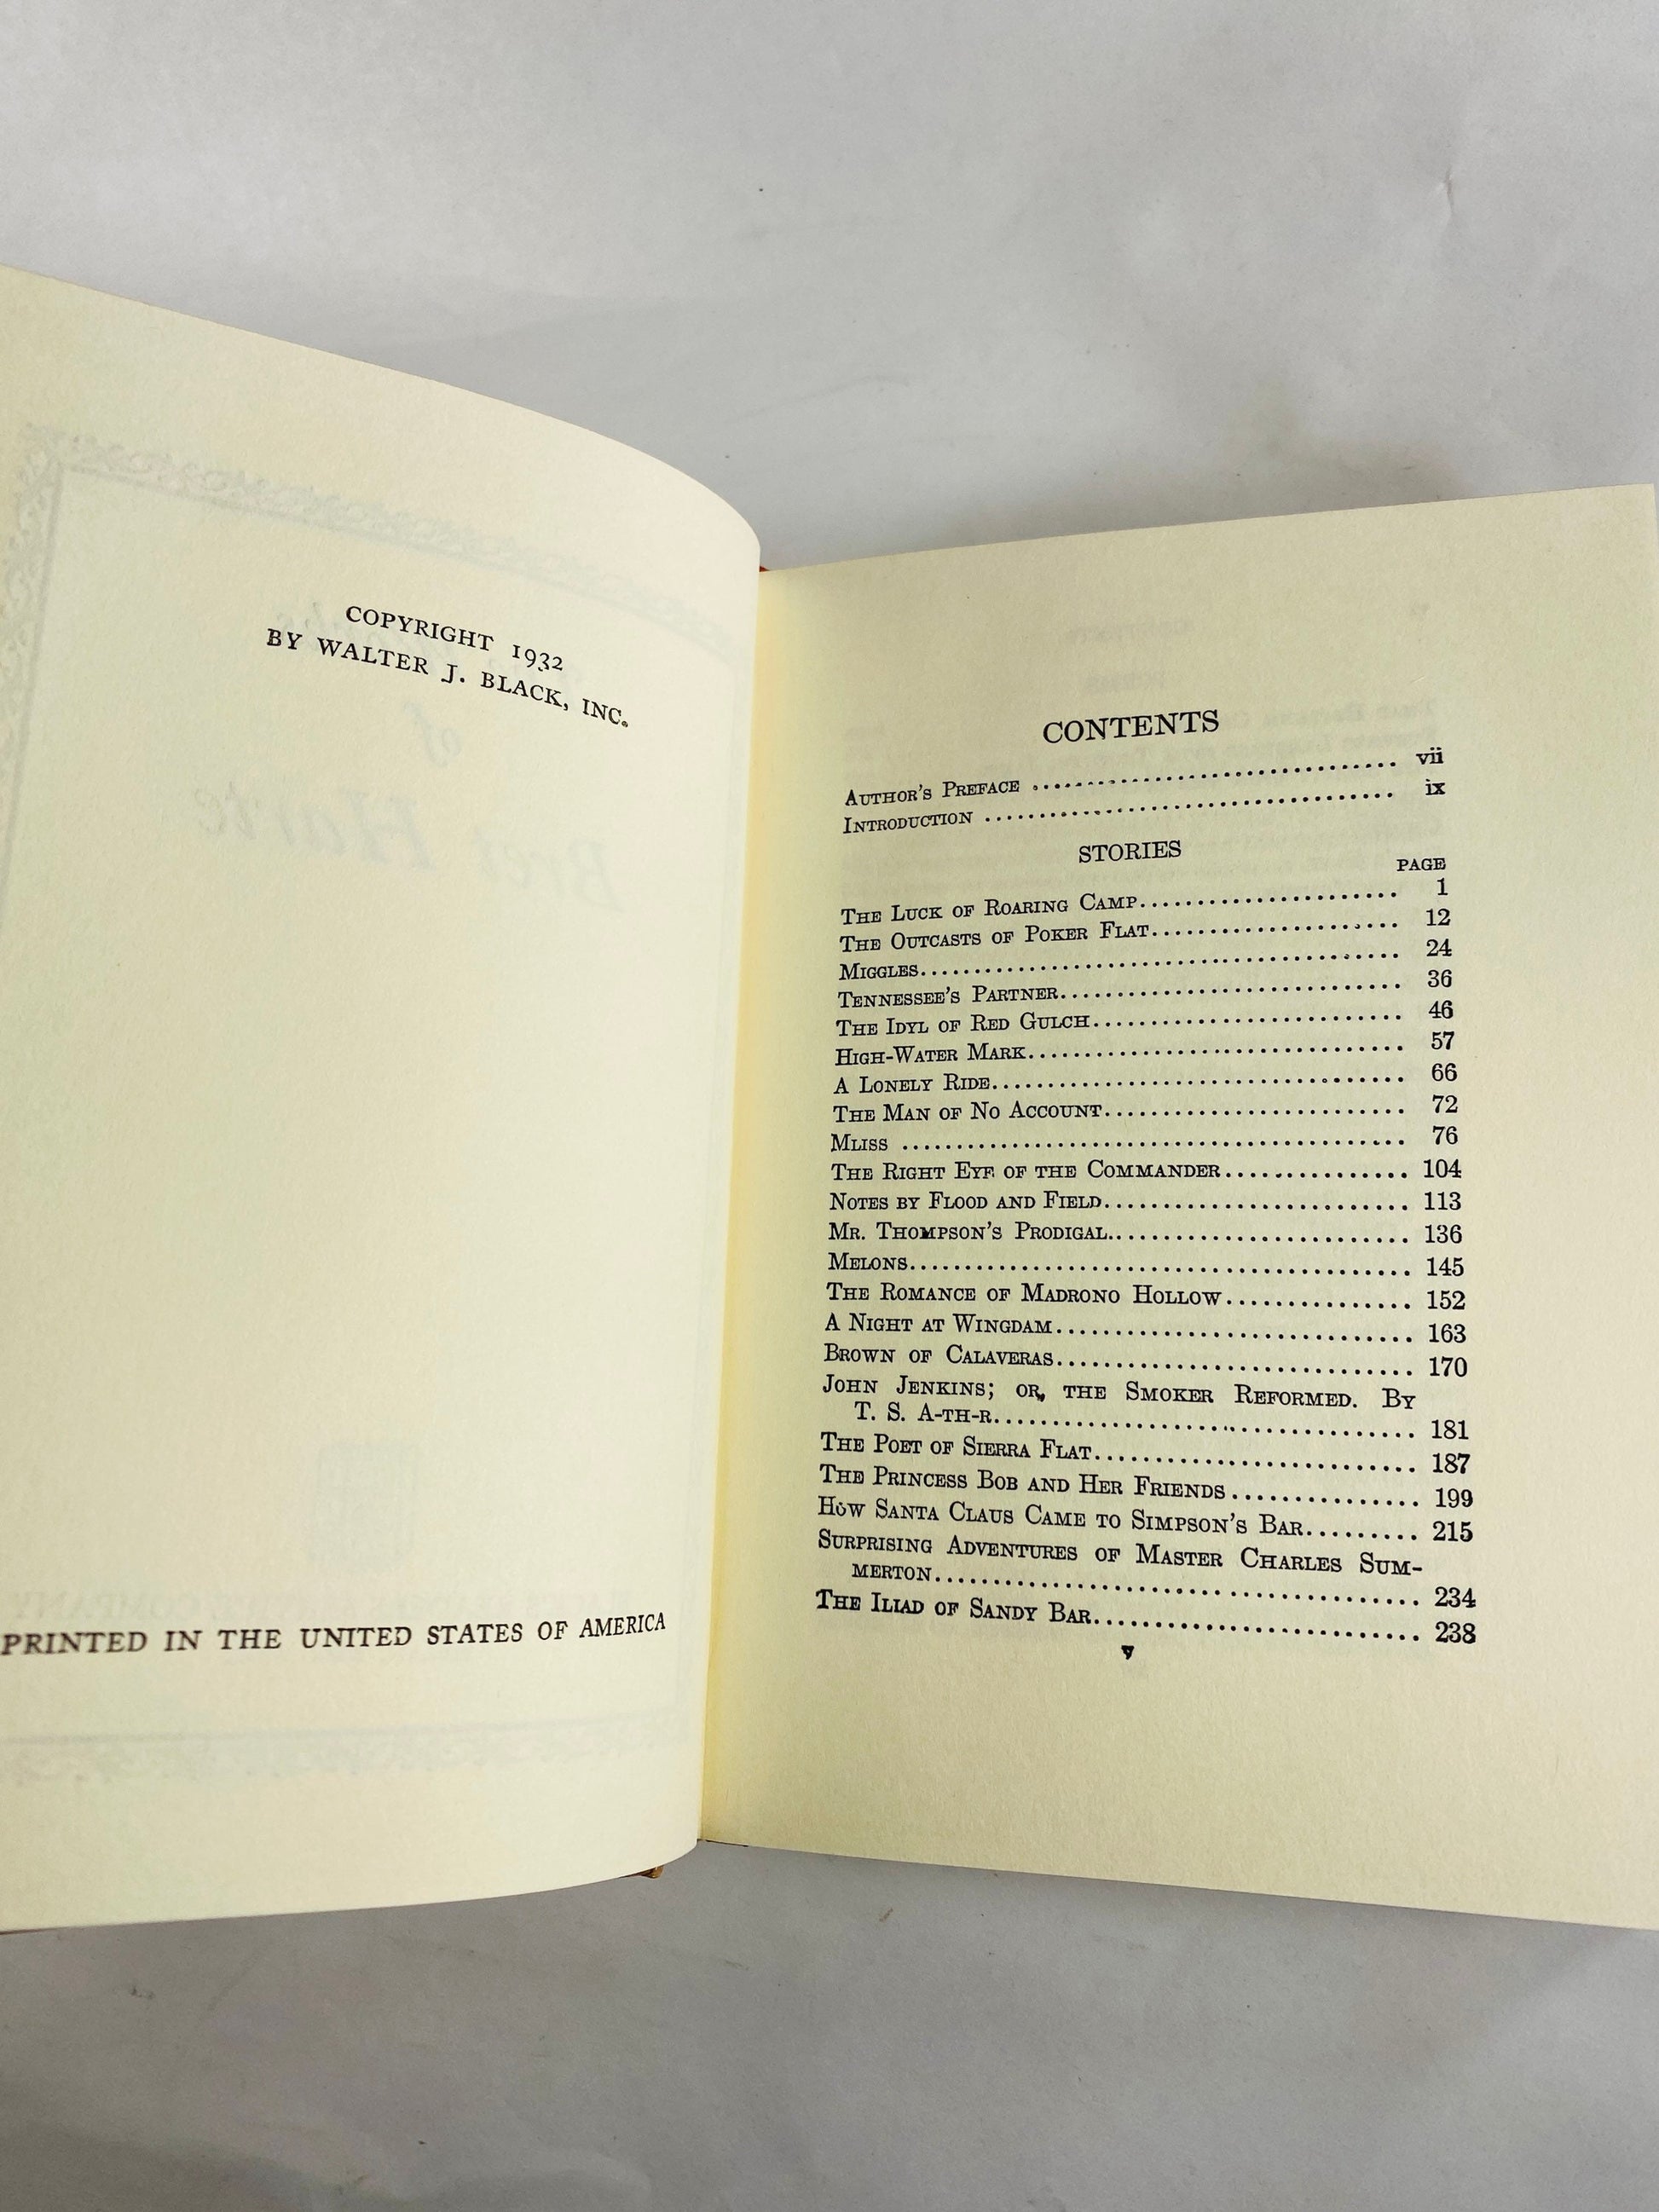 COPYRIGHT 1932
BY WALTER J. BLACK, INC.
PRINTED IN THE UNITED STATES OF AMERICA
CONTENTS
AUTHOR'S PREFACE ........................................ vii
INTRODUCTION ........................................ ix
STORIES
PAGE
THE LUCK OF ROARING CAMP........................ 1
THE OUTCASTS OF POKER FLAT....................... 12
MIGGLES............................................. 24
TENNESSEE'S PARTNER................................ 36
THE IDYL OF RED GULCH............................. 46
HIGH-WATER MARK................................... 57
A LONELY RIDE...................................... 66
THE MAN OF NO ACCOUNT............................ 72
MLISS .............................................. 76
THE RIGHT EYE OF THE COMMANDER................. 104
NOTES BY FLOOD AND FIELD............................ 113
MR. THOMPSON'S PRODIGAL............................ 136
MELONS............................................... 145
THE ROMANCE OF MADRONO HOLLOW................ 152
A NIGHT AT WINGDAM................................. 163
BROWN OF CALAVERAS................................. 170
JOHN JENKINS; OR, THE SMOKER REFORMED. BY
T. S. A-TH-R........................................ 181
THE POET OF SIERRA FLAT............................. 187
THE PRINCESS BOB AND HER FRIENDS................ 199
HOW SANTA CLAUS CAME TO SIMPSON'S BAR......... 215
SURPRISING ADVENTURES OF MASTER CHARLES SUM-
MERTON............................................. 234
THE ILIAD OF SANDY BAR.............................. 238
v